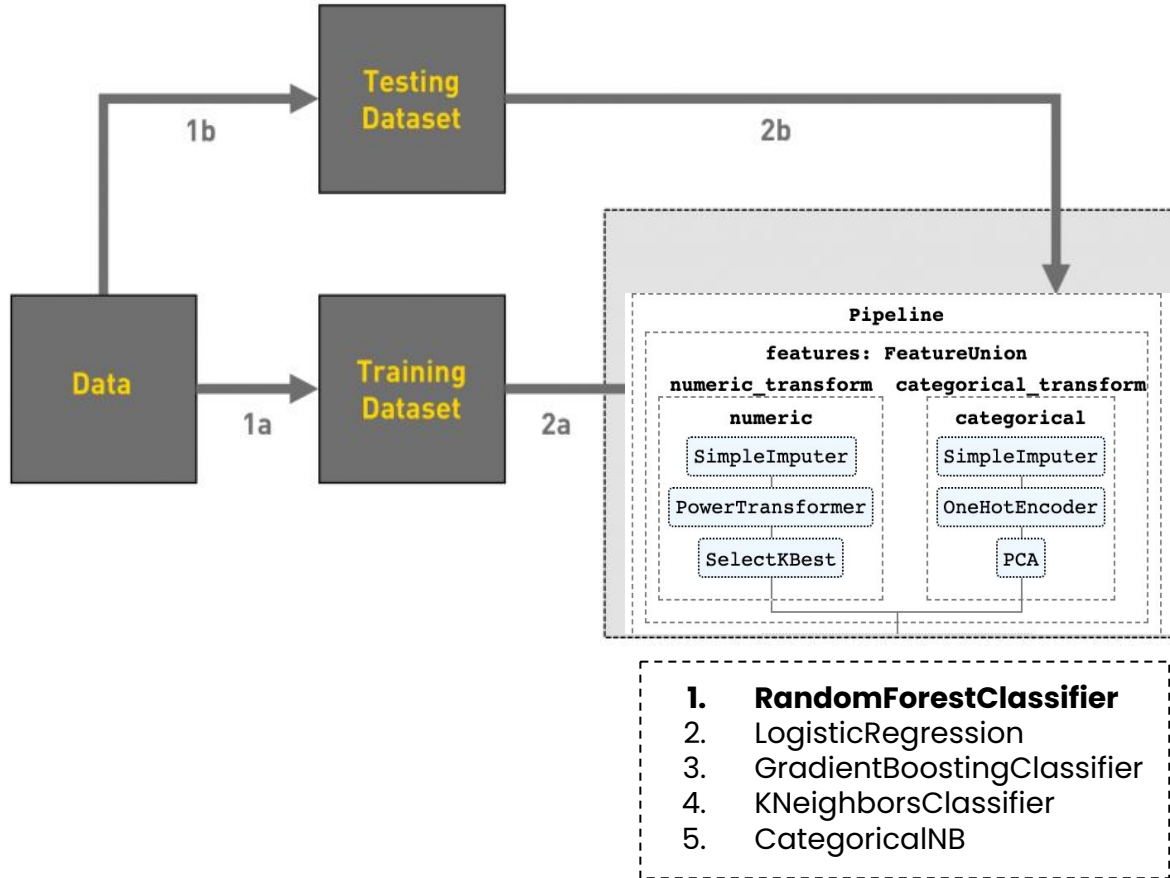 Testing
Dataset
1b
2b
Data
1a
Training
Dataset
2a
Pipeline
features: FeatureUnion
numeric_transform categorical_transform
numeric
categorical
SimpleImputer
SimpleImputer
PowerTransformer
OneHotEncoder
SelectKBest
PCA
1. RandomForestClassifier
2. LogisticRegression
3. GradientBoostingClassifier
4. KNeighborsClassifier
5. CategoricalNB